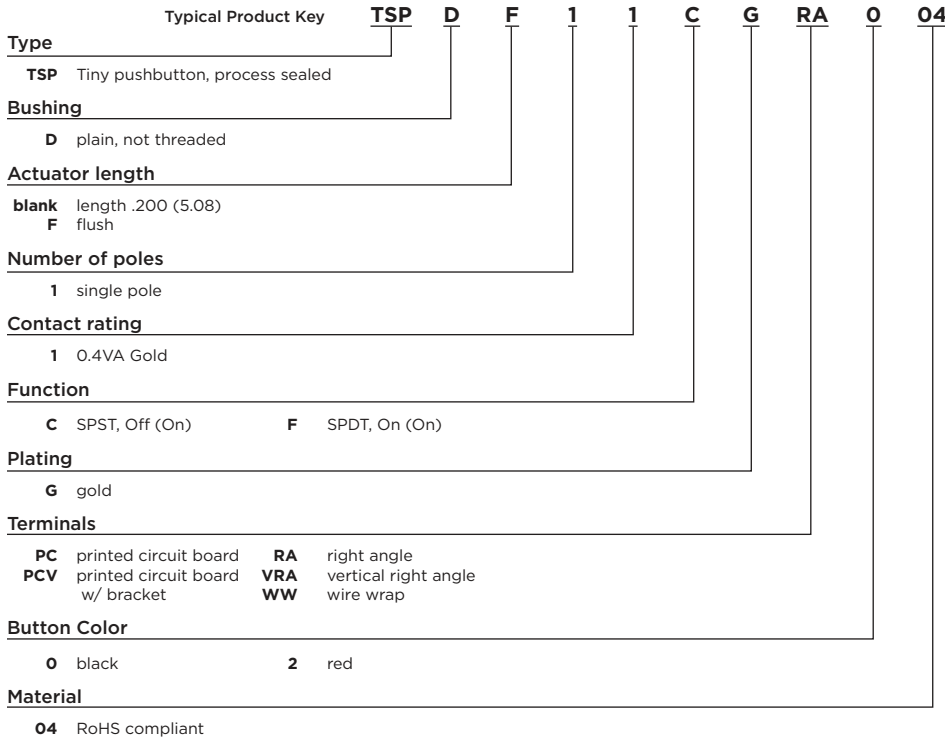 Typical Product Key TSP D F 1 1 C G RA 0 04
Type
TSP Tiny pushbutton, process sealed
Bushing
D plain, not threaded
Actuator length
blank length .200 (5.08)
F flush
Number of poles
1 single pole
Contact rating
1 0.4VA Gold
Function
C SPST, Off (On) F SPDT, On (On)
Plating
G gold
Terminals
PC printed circuit board RA right angle
PCV printed circuit board VRA vertical right angle
w/ bracket WW wire wrap
Button Color
0 black 2 red
Material
04 RoHS compliant